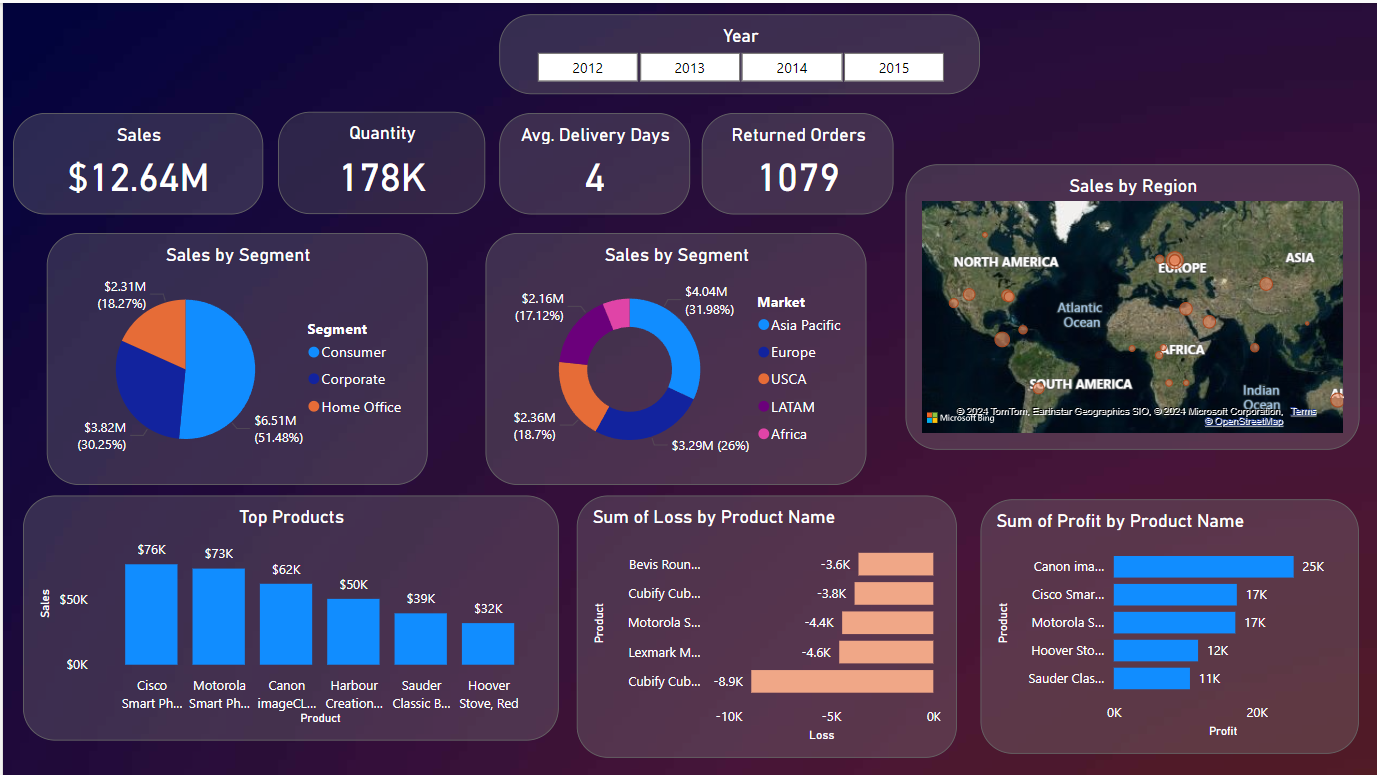 Year
2012
2013
2014
2015
Sales
$12.64M
Quantity
178K
Avg. Delivery Days
4
Returned Orders
1079
Sales by Segment
$2.31M
(18.27%)
$3.82M
(30.25%)
$6.51M
(51.48%)
Segment
Consumer
Corporate
Home Office
Sales by Segment
$2.16M
(17.12%)
$4.04M
(31.98%)
$2.36M
(18.7%)
$3.29M (26%)
Market
Asia Pacific
Europe
USCA
LATAM
Africa
Sales by Region
NORTH AMERICA
EUROPE
ASIA
Atlantic
Ocean
AFRICA
SOUTH AMERICA
Indian
Ocean
AU
© 2024 TomTom, Earthstar Geographics SIO, © 2024 Microsoft Corporation, Terms
Microsoft Bing
© OpenStreetMap
Top Products
Sales
$50K
$0K
$76K
$73K
$62K
$50K
$39K
$32K
Cisco
Smart Ph...
Motorola
Smart Ph...
Canon
imageCL...
Harbour
Creation...
Sauder
Classic B...
Hoover
Stove, Red
Product
Sum of Loss by Product Name
Product
Bevis Roun... -3.6K
Cubify Cub... -3.8K
Motorola S... -4.4K
Lexmark M... -4.6K
Cubify Cub... -8.9K
-10K -5K 0K
Loss
Sum of Profit by Product Name
Product
Canon ima... 25K
Cisco Smar... 17K
Motorola S... 17K
Hoover Sto... 12K
Sauder Clas... 11K
0K 20K
Profit